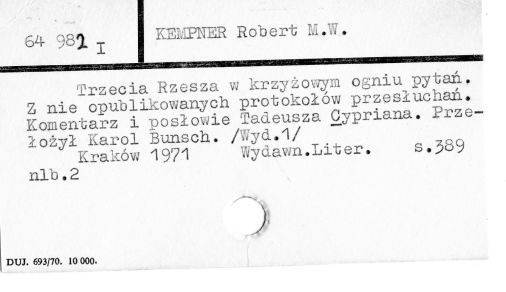 64 982 I
KEMPNER Robert M.W.
Trzecia Rzesza w krzyżowym ogniu pytań.
Z nie opublikowanych protokołów przesłuchań.
Komentarz i posłowie Tadeusza Cypriana. Prze-
łożył Karol Bunsch. /Wyd.1/
Kraków 1971 Wydawn.Liter. s.389
nlb.2
DUJ. 693/70. 10 000.